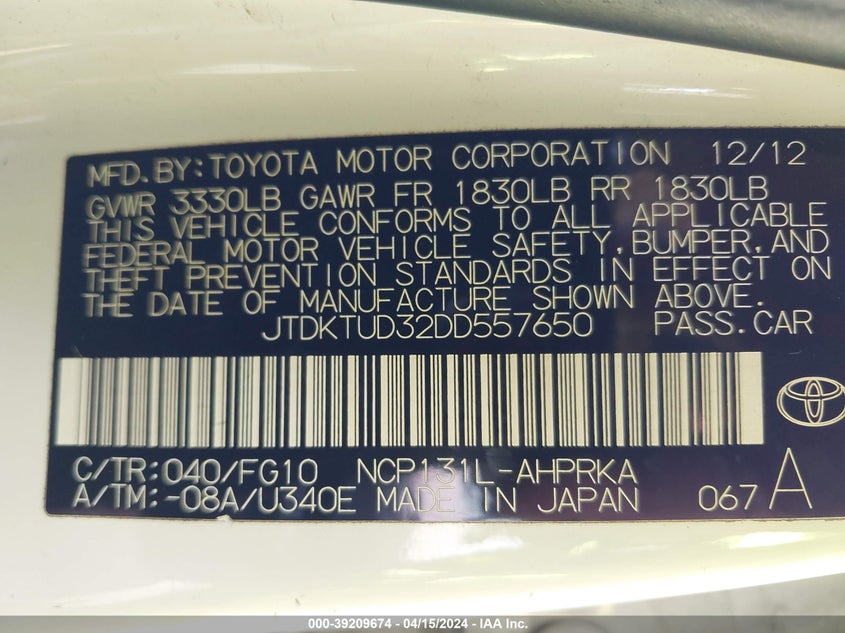 MFD. BY: TOYOTA MOTOR CORPORATION 12/12
GVWR 3330LB GAWR FR 1830LB RR 1830LB
THIS VEHICLE CONFORMS TO ALL APPLICABLE
FEDERAL MOTOR VEHICLE SAFETY, BUMPER, AND
THEFT PREVENTION STANDARDS IN EFFECT ON
THE DATE OF MANUFACTURE SHOWN ABOVE.
JTDKTUD32DD557650 PASS. CAR
C/TR: 040/FG10 NCP131L-AHPRKA
A/TM: -08A/U340E MADE IN JAPAN 067 A
000-39209674 - 04/15/2024 - IAA Inc.